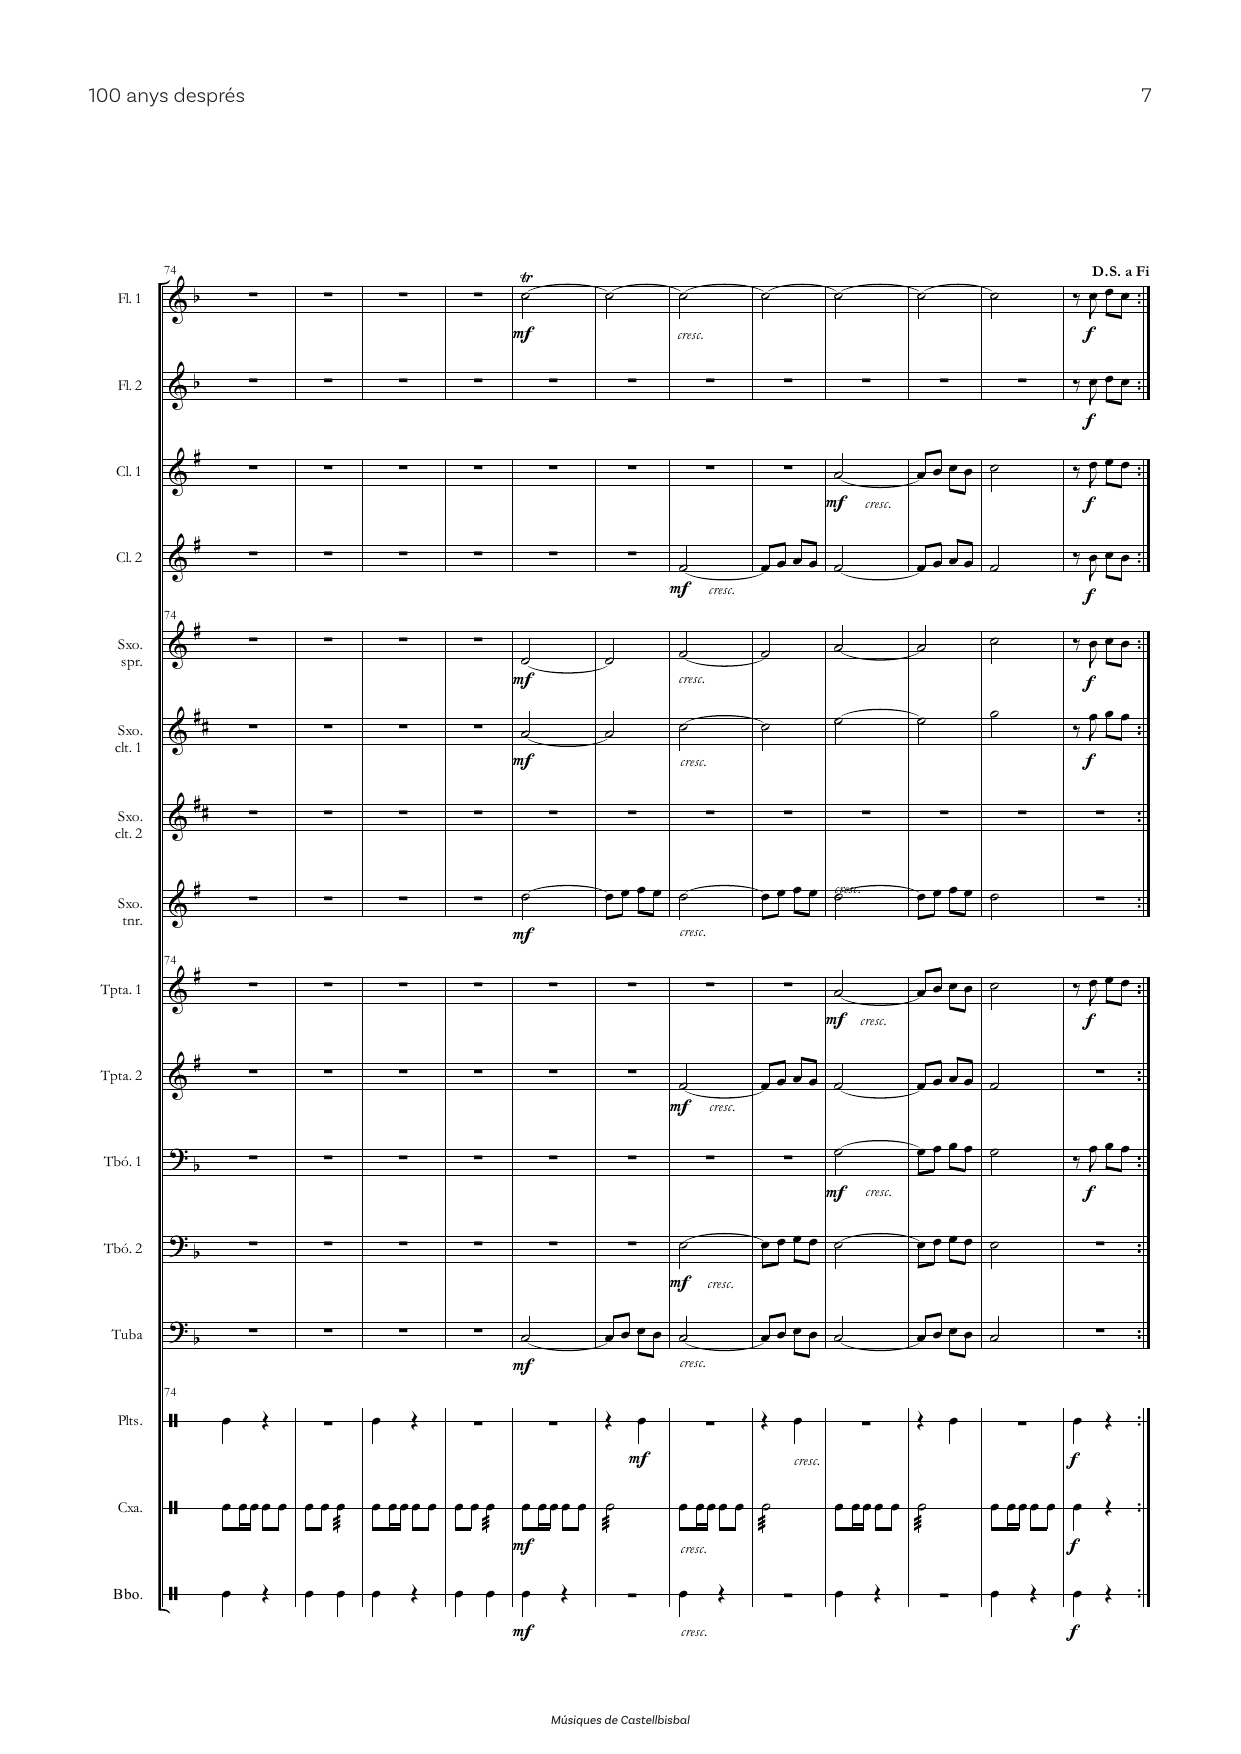 100 anys després 7
74 D.S. a Fi
tr
Fl. 1
mf cresc. f
Fl. 2
f
Cl. 1
mf cresc. f
Cl. 2
mf cresc. f
74
Sxo.
spr.
mf cresc. f
Sxo.
clt. 1
mf cresc. f
Sxo.
clt. 2
cresc.
Sxo.
tnr.
mf cresc.
74
Tpta. 1
mf cresc. f
Tpta. 2
mf cresc.
Tbó. 1
mf cresc. f
Tbó. 2
mf cresc.
Tuba
mf cresc.
74
Plts.
mf cresc. f
Cxa.
mf cresc. f
Bbo.
mf cresc. f
Músiques de Castellbisbal